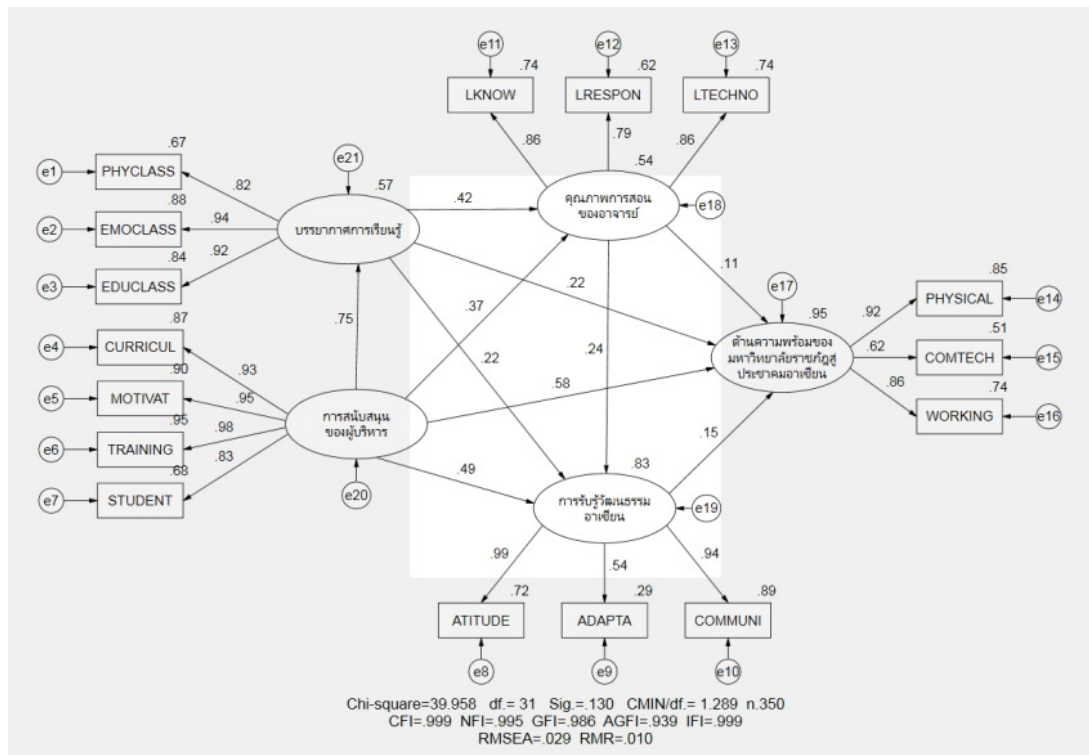 e11
e12
e13
.74
.62
.74
LKNOW
LRESPON
LTECHNO
.86
.79
.86
.67
e1
PHYCLASS
.82
e21
.57
.54
.88
e2
EMOCLASS
.94
บรรยากาศการเรียนรู้
.42
คุณภาพการสอน
ของอาจารย์
e18
.84
e3
EDUCLASS
.92
.11
.22
.87
e4
CURRICUL
.93
.75
.37
e17
.95
.85
PHYSICAL
e14
.92
.90
e5
MOTIVAT
.95
.22
.24
ด้านความพร้อมของ
มหาวิทยาลัยราชภัฏสู่
ประชาคมอาเซียน
.62
.51
COMTECH
e15
.58
.86
.74
WORKING
e16
.95
e6
TRAINING
.98
การสนับสนุน
ของผู้บริหาร
.15
.68
e7
STUDENT
.83
e20
.49
.83
การรับรู้วัฒนธรรม
อาเซียน
e19
.99
.54
.94
.72
.29
.89
ATITUDE
ADAPTA
COMMUNI
e8
e9
e10
Chi-square=39.958 df.= 31 Sig.=.130 CMIN/df.= 1.289 n.350
CFI=.999 NFI=.995 GFI=.986 AGFI=.939 IFI=.999
RMSEA=.029 RMR=.010